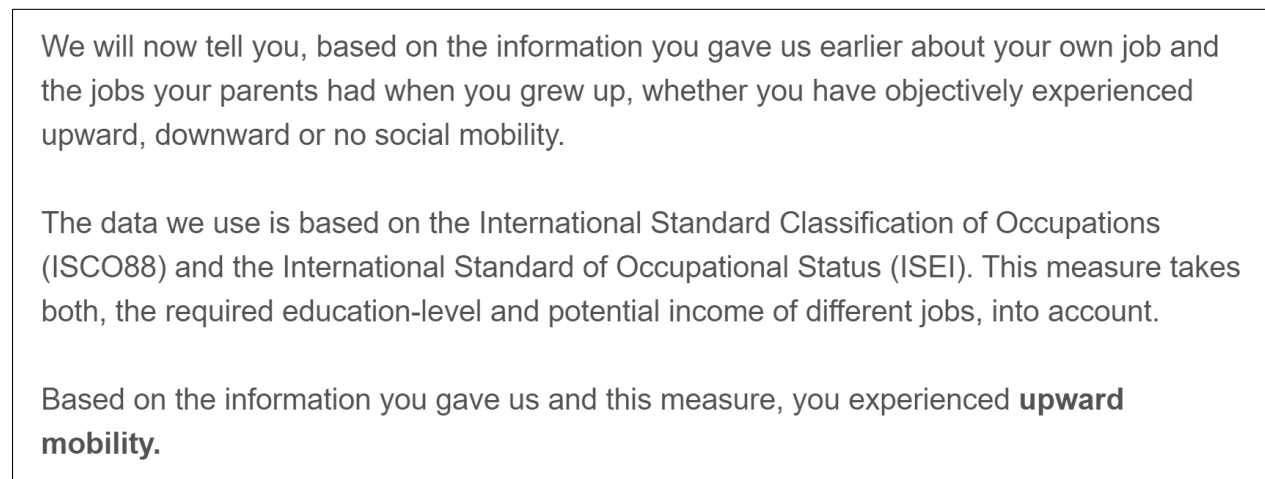 We will now tell you, based on the information you gave us earlier about your own job and
the jobs your parents had when you grew up, whether you have objectively experienced
upward, downward or no social mobility.
The data we use is based on the International Standard Classification of Occupations
(ISCO88) and the International Standard of Occupational Status (ISEI). This measure takes
both, the required education-level and potential income of different jobs, into account.
Based on the information you gave us and this measure, you experienced upward
mobility.